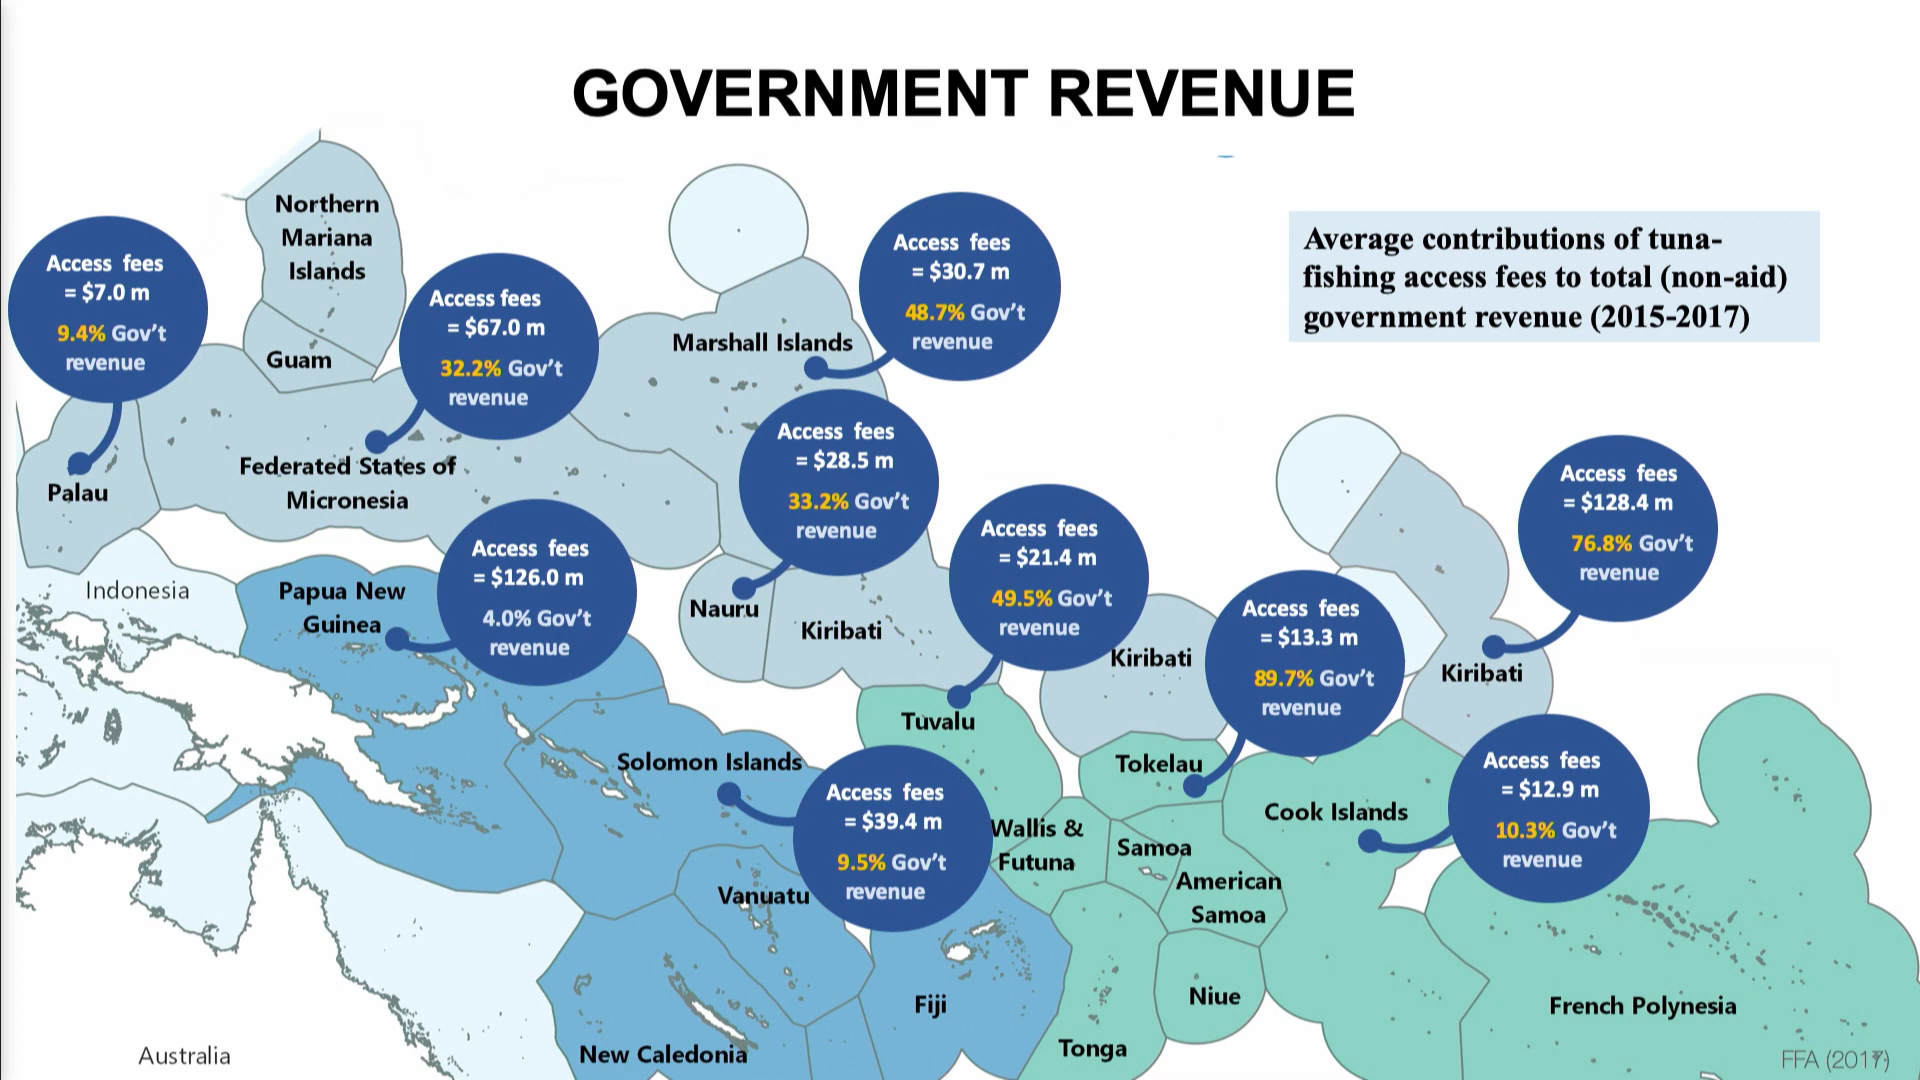 GOVERNMENT REVENUE
Average contributions of tuna-
fishing access fees to total (non-aid)
government revenue (2015-2017)
Northern
Mariana
Islands
Guam
Access fees
= $7.0 m
9.4% Gov't
revenue
Palau
Access fees
= $67.0 m
32.2% Gov't
revenue
Federated States of
Micronesia
Access fees
= $30.7 m
48.7% Gov't
revenue
Marshall Islands
Access fees
= $28.5 m
33.2% Gov't
revenue
Nauru
Kiribati
Access fees
= $126.0 m
4.0% Gov't
revenue
Indonesia
Papua New
Guinea
Access fees
= $21.4 m
49.5% Gov't
revenue
Tuvalu
Kiribati
Access fees
= $13.3 m
89.7% Gov't
revenue
Tokelau
Access fees
= $128.4 m
76.8% Gov't
revenue
Kiribati
Solomon Islands
Access fees
= $39.4 m
9.5% Gov't
revenue
Access fees
= $12.9 m
10.3% Gov't
revenue
Cook Islands
Wallis &
Futuna
Samoa
American
Samoa
Vanuatu
Fiji
Niue
Tonga
New Caledonia
French Polynesia
Australia
FFA (2017)